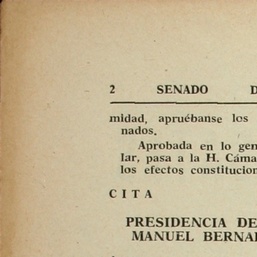 2 SENADO D
midad, apruébanse los
nados.
Aprobada en lo gen
lar, pasa a la H. Cáma
los efectos constitucion
CITA
PRESIDENCIA DE
MANUEL BERNA